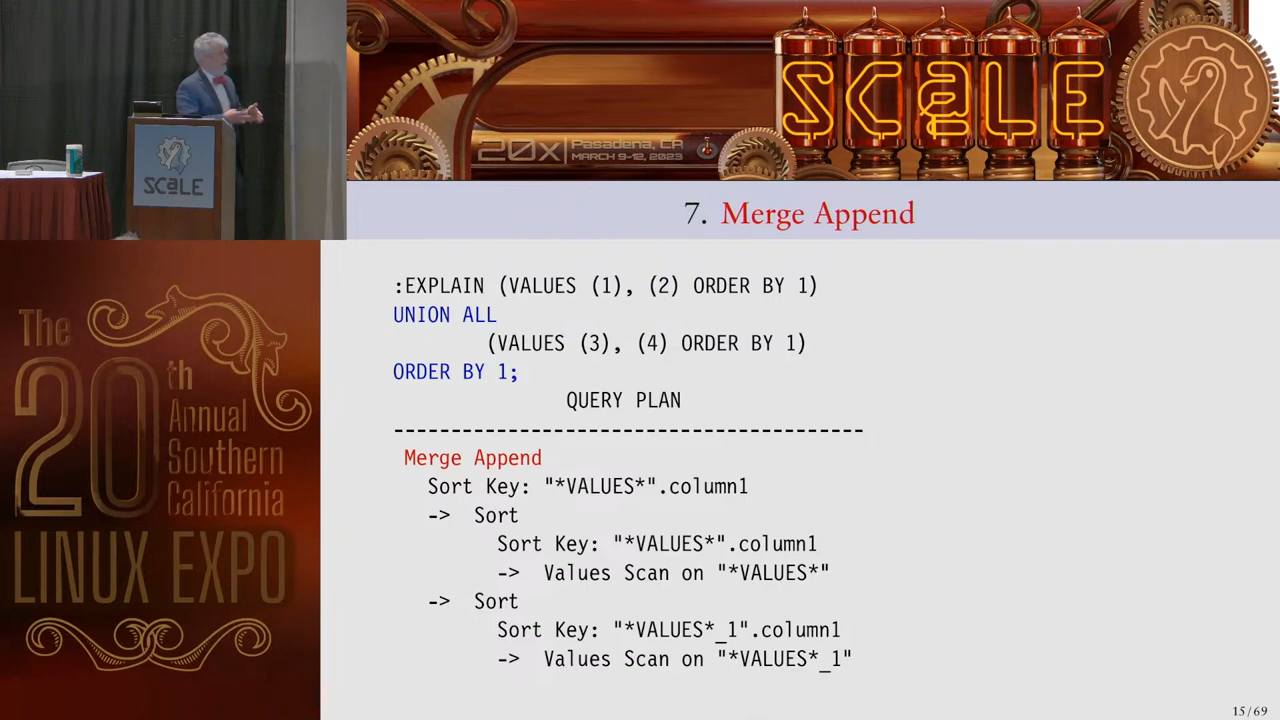 SCaLE
20x
Pasadena, CA
MARCH 9-12, 2023
SCaLE
7. Merge Append
:EXPLAIN (VALUES (1), (2) ORDER BY 1)
UNION ALL
(VALUES (3), (4) ORDER BY 1)
ORDER BY 1;
QUERY PLAN
-----------------------------------------
Merge Append
Sort Key: "*VALUES*".column1
-> Sort
Sort Key: "*VALUES*".column1
-> Values Scan on "*VALUES*"
-> Sort
Sort Key: "*VALUES*_1".column1
-> Values Scan on "*VALUES*_1"
The
20th
Annual
Southern
California
LINUX EXPO
15/69